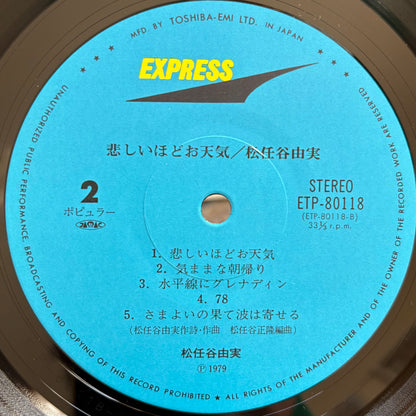 MFD. BY TOSHIBA-EMI LTD. IN JAPAN
EXPRESS
悲しいほどお天気／松任谷由実
2
ポピュラー
STEREO
ETP-80118
(ETP-80118-B)
33⅓ r.p.m.
1. 悲しいほどお天気
2. 気ままな朝帰り
3. 水平線にグレナディン
4. 78
5. さまよいの果て波は寄せる
(松任谷由実作詩・作曲 松任谷正隆編曲)
松任谷由実
Ⓟ 1979
UNAUTHORIZED PUBLIC PERFORMANCE, BROADCASTING AND COPYING OF THIS RECORD PROHIBITED ★ ALL RIGHTS OF THE MANUFACTURER AND OF THE OWNER OF THE RECORDED WORK ARE RESERVED